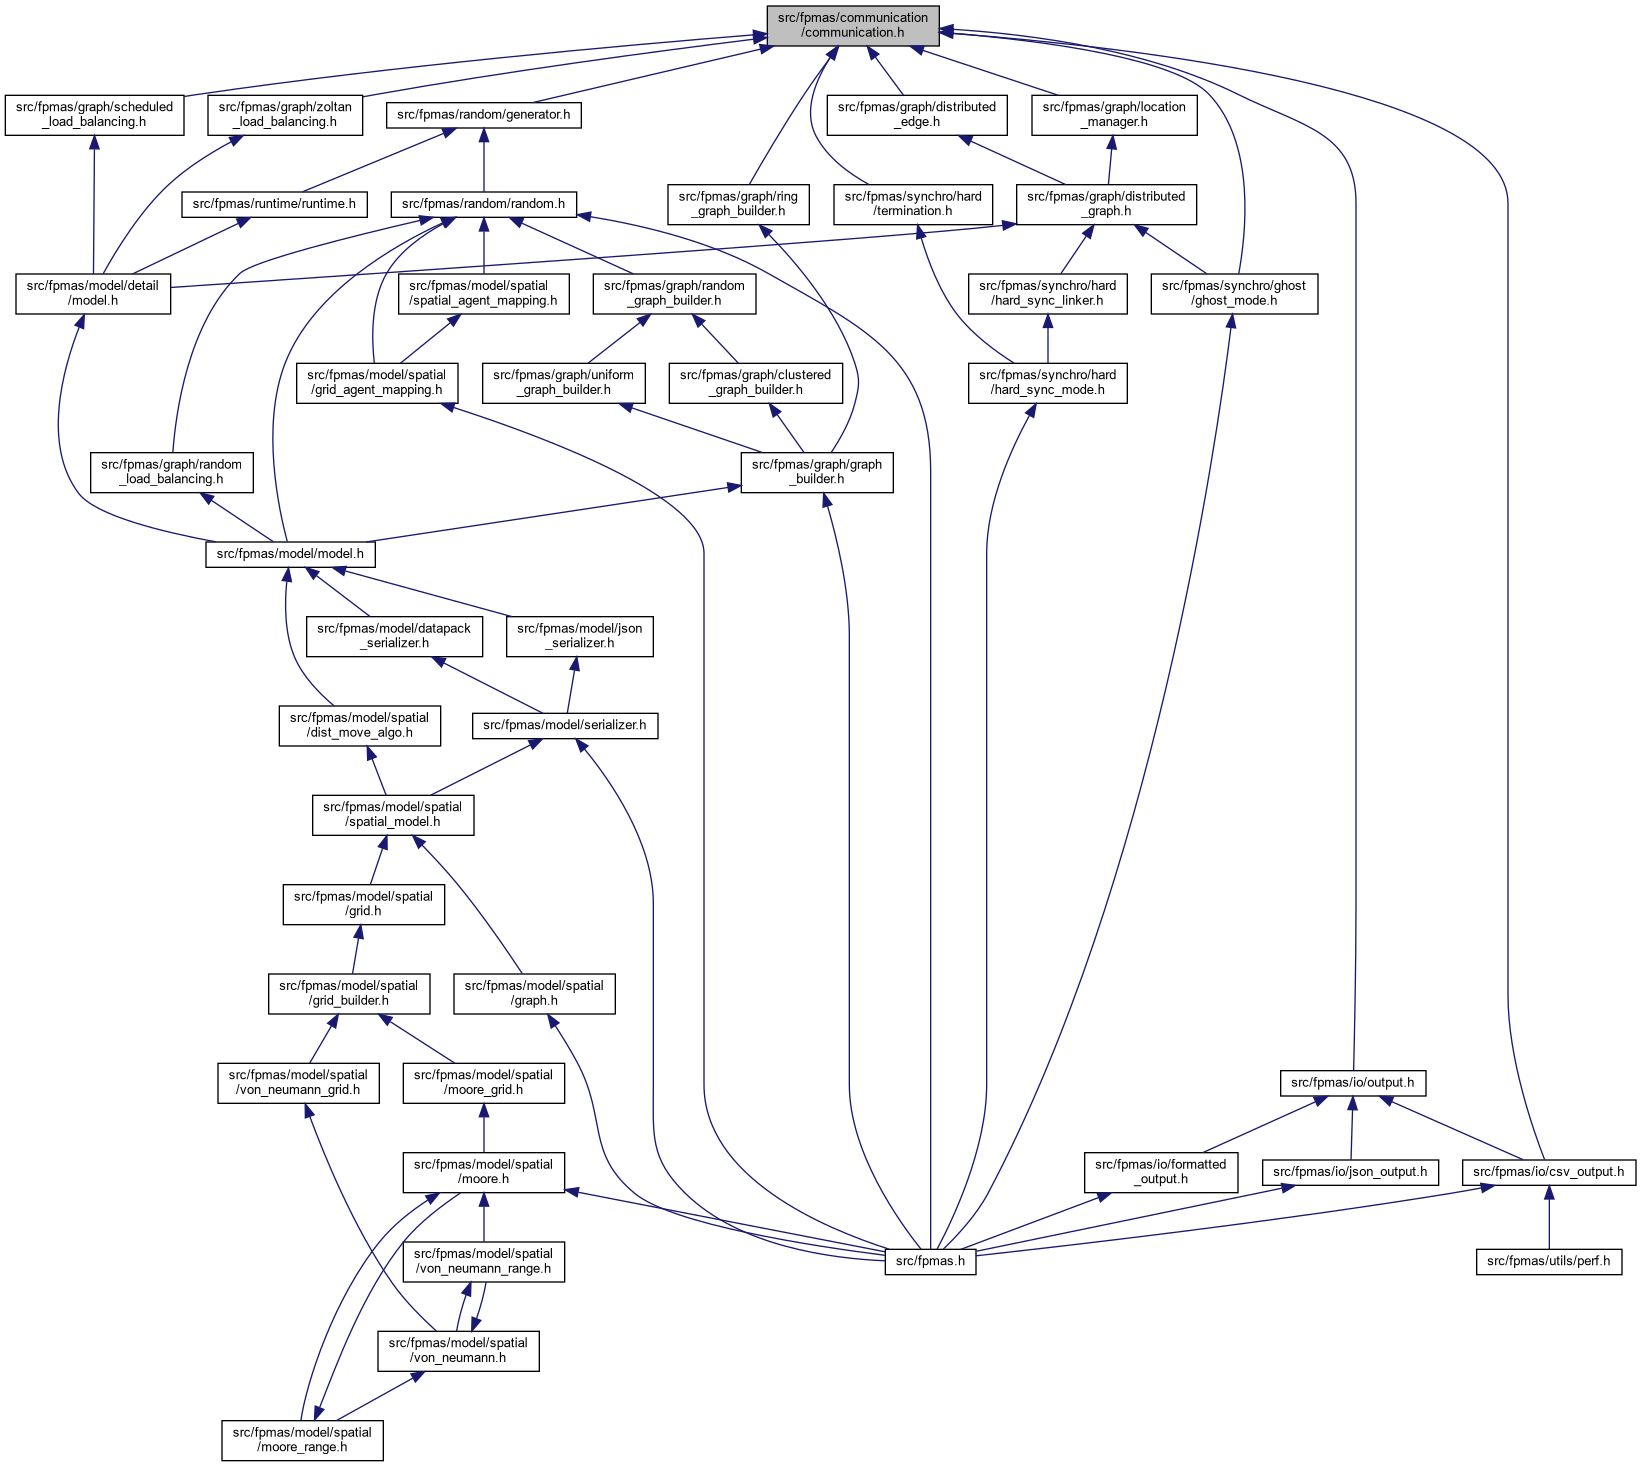 src/fpmas/communication
/communication.h
src/fpmas/graph/scheduled
_load_balancing.h
src/fpmas/graph/zoltan
_load_balancing.h
src/fpmas/random/generator.h
src/fpmas/graph/distributed
_edge.h
src/fpmas/graph/location
_manager.h
src/fpmas/runtime/runtime.h
src/fpmas/random/random.h
src/fpmas/graph/ring
_graph_builder.h
src/fpmas/synchro/hard
/termination.h
src/fpmas/graph/distributed
_graph.h
src/fpmas/model/detail
/model.h
src/fpmas/model/spatial
/spatial_agent_mapping.h
src/fpmas/graph/random
_graph_builder.h
src/fpmas/synchro/hard
/hard_sync_linker.h
src/fpmas/synchro/ghost
/ghost_mode.h
src/fpmas/model/spatial
/grid_agent_mapping.h
src/fpmas/graph/uniform
_graph_builder.h
src/fpmas/graph/clustered
_graph_builder.h
src/fpmas/synchro/hard
/hard_sync_mode.h
src/fpmas/graph/random
_load_balancing.h
src/fpmas/graph/graph
_builder.h
src/fpmas/model/model.h
src/fpmas/model/datapack
_serializer.h
src/fpmas/model/json
_serializer.h
src/fpmas/model/spatial
/dist_move_algo.h
src/fpmas/model/serializer.h
src/fpmas/model/spatial
/spatial_model.h
src/fpmas/model/spatial
/grid.h
src/fpmas/model/spatial
/grid_builder.h
src/fpmas/model/spatial
/graph.h
src/fpmas/model/spatial
/von_neumann_grid.h
src/fpmas/model/spatial
/moore_grid.h
src/fpmas/io/output.h
src/fpmas/model/spatial
/moore.h
src/fpmas/io/formatted
_output.h
src/fpmas/io/json_output.h
src/fpmas/io/csv_output.h
src/fpmas/model/spatial
/von_neumann_range.h
src/fpmas.h
src/fpmas/utils/perf.h
src/fpmas/model/spatial
/von_neumann.h
src/fpmas/model/spatial
/moore_range.h